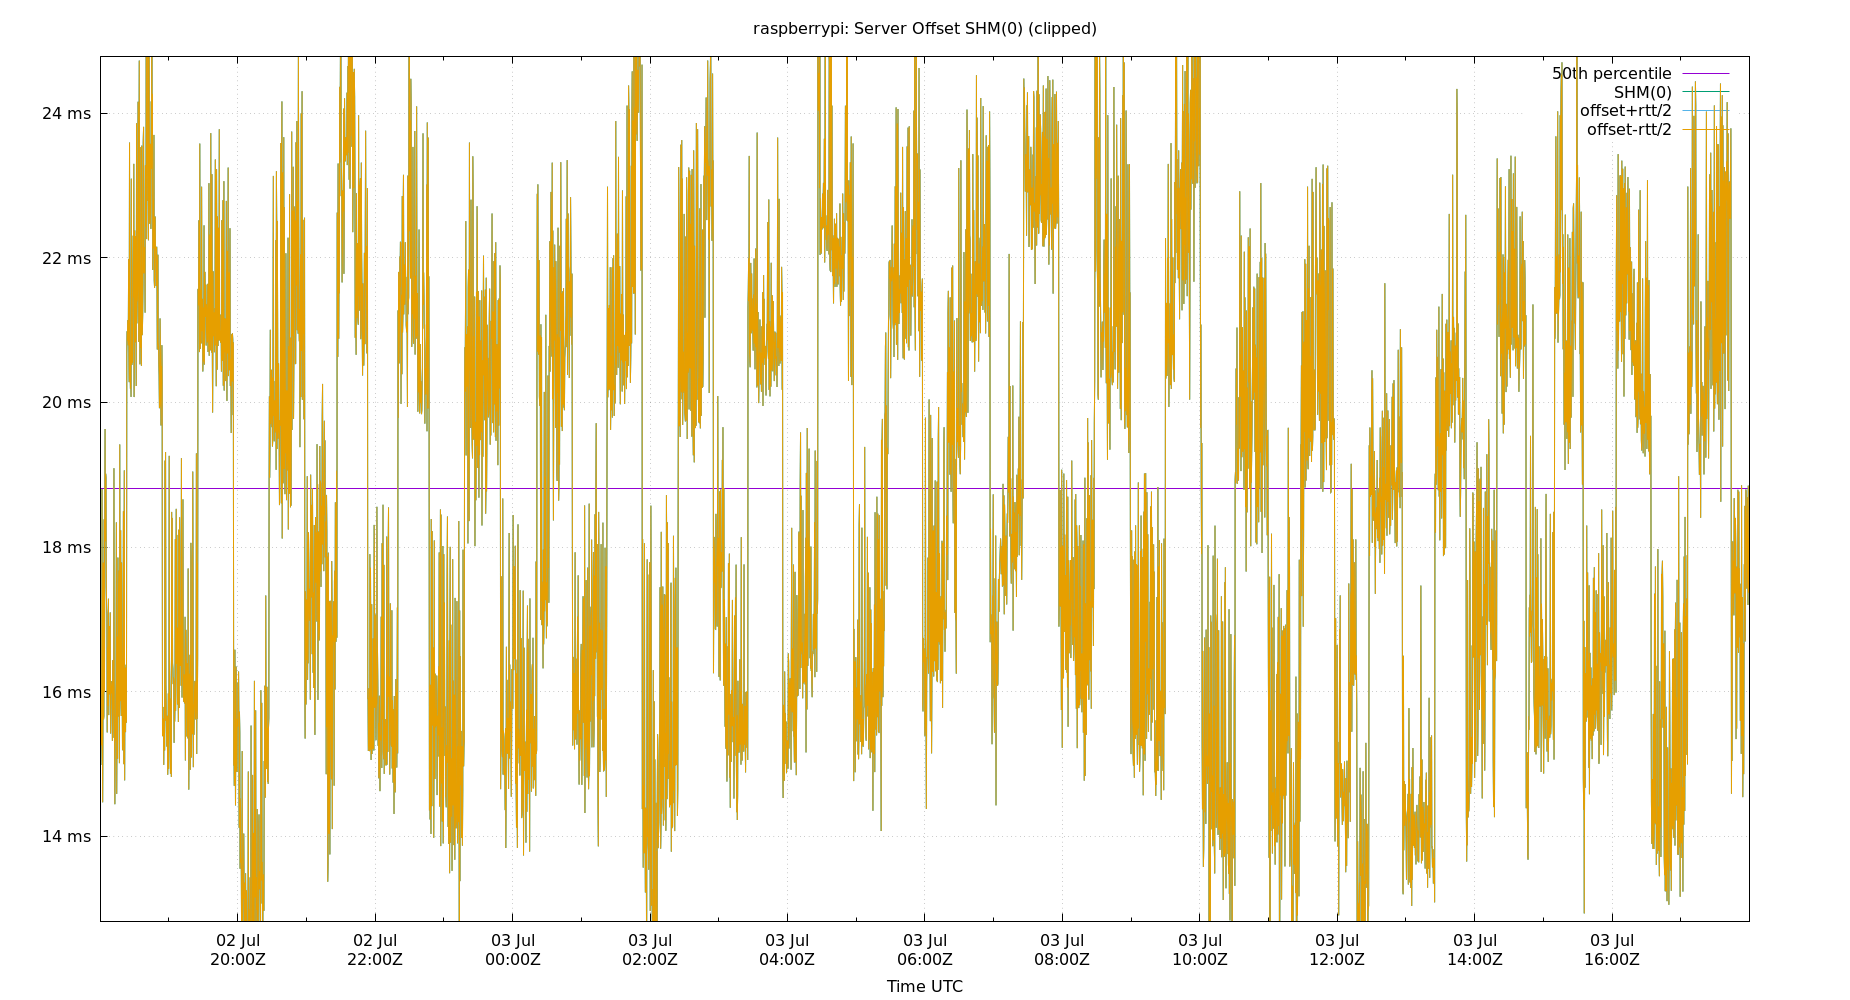 raspberrypi: Server Offset SHM(0) (clipped)
50th percentile
SHM(0)
offset+rtt/2
offset-rtt/2
24 ms
22 ms
20 ms
18 ms
16 ms
14 ms
02 Jul 02 Jul 03 Jul 03 Jul 03 Jul 03 Jul 03 Jul 03 Jul 03 Jul 03 Jul 03 Jul
20:00Z 22:00Z 00:00Z 02:00Z 04:00Z 06:00Z 08:00Z 10:00Z 12:00Z 14:00Z 16:00Z
Time UTC